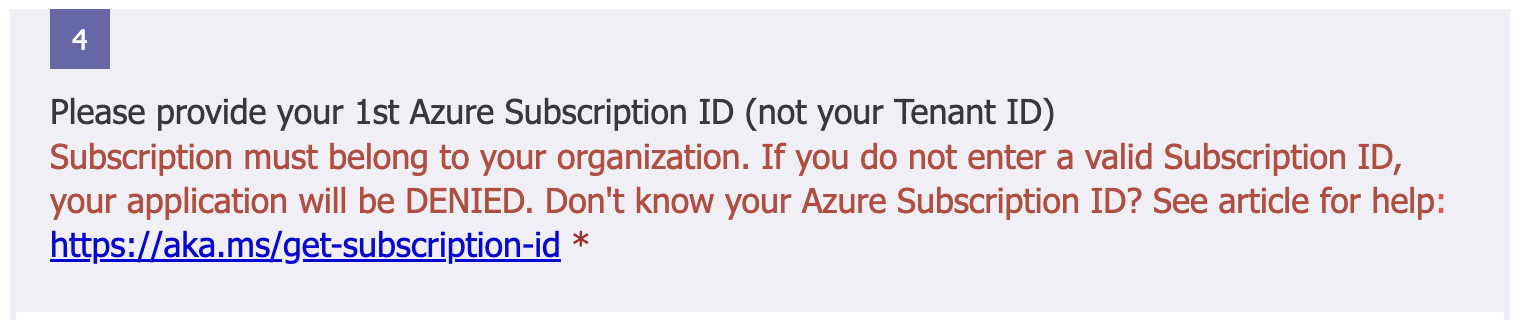 4
Please provide your 1st Azure Subscription ID (not your Tenant ID)
Subscription must belong to your organization. If you do not enter a valid Subscription ID,
your application will be DENIED. Don't know your Azure Subscription ID? See article for help:
https://aka.ms/get-subscription-id *